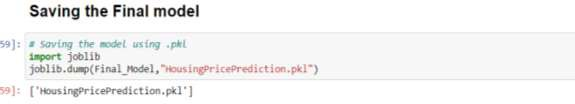 Saving the Final model
59]: # Saving the model using .pkl
import joblib
joblib.dump(Final_Model,"HousingPricePrediction.pkl")
59]: ['HousingPricePrediction.pkl']